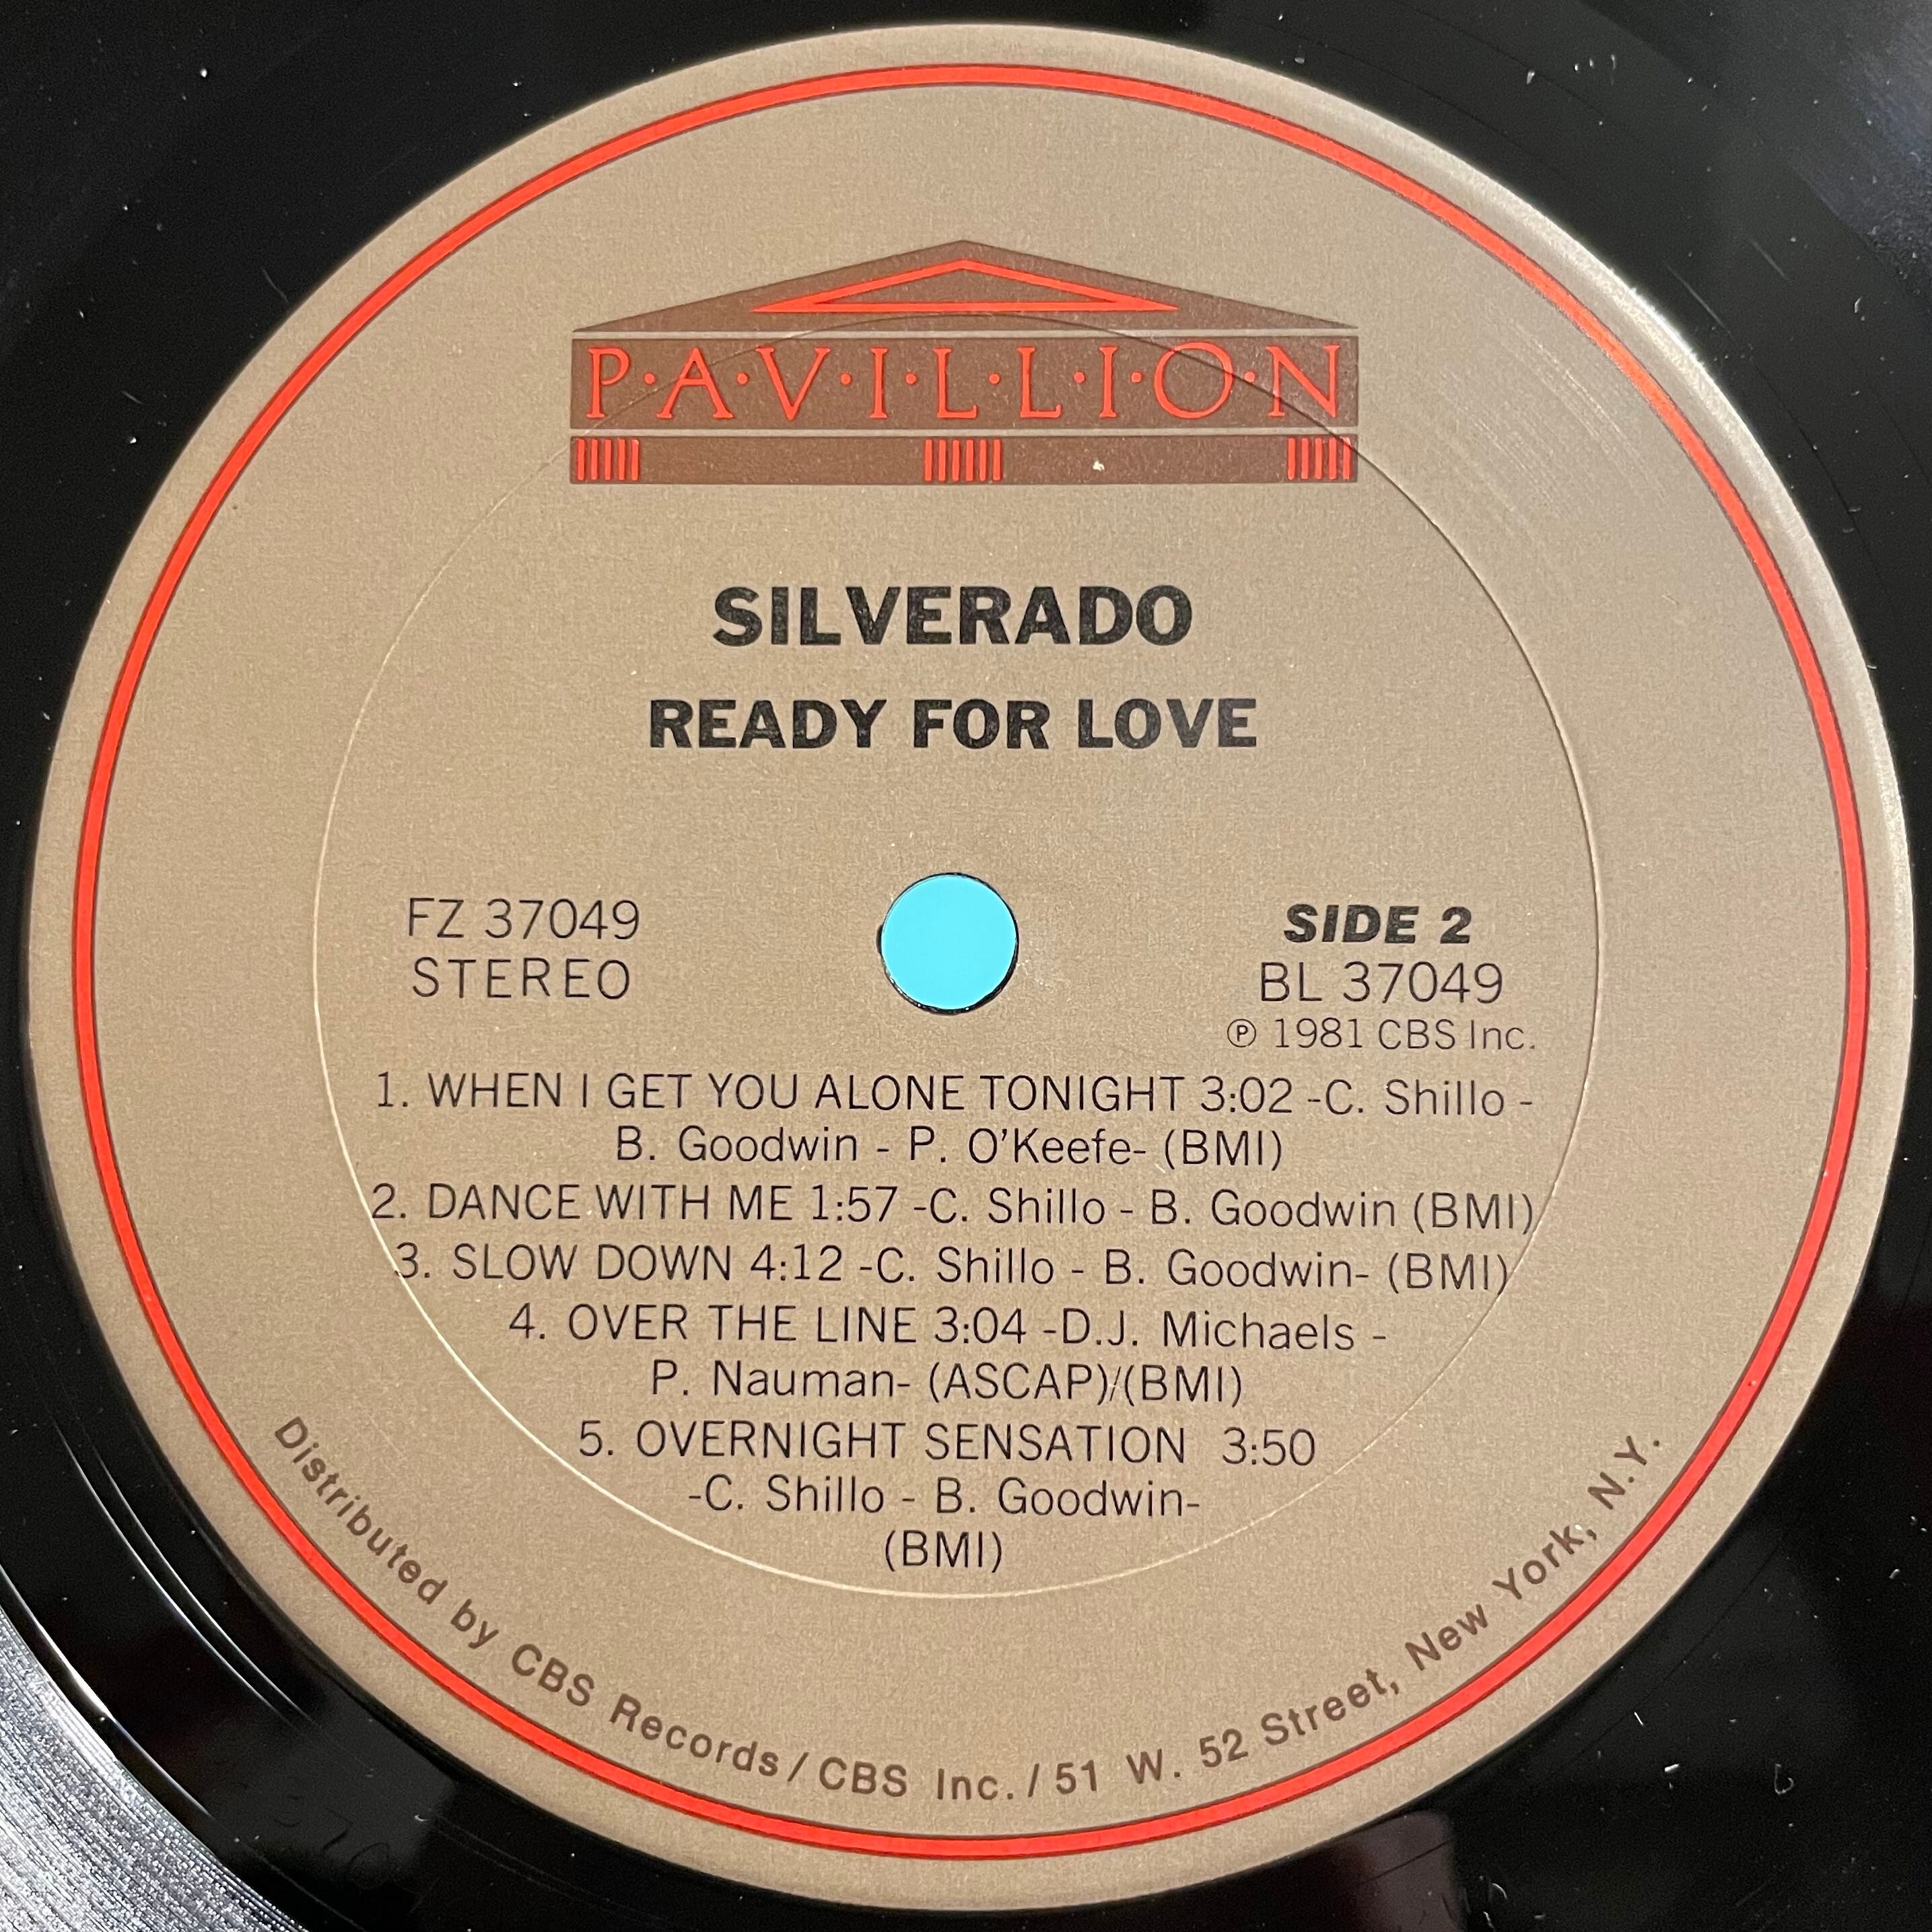 P·A·V·I·L·L·I·O·N
SILVERADO
READY FOR LOVE
FZ 37049
STEREO
SIDE 2
BL 37049
℗ 1981 CBS Inc.
1. WHEN I GET YOU ALONE TONIGHT 3:02 -C. Shillo -
B. Goodwin - P. O'Keefe- (BMI)
2. DANCE WITH ME 1:57 -C. Shillo - B. Goodwin (BMI)
3. SLOW DOWN 4:12 -C. Shillo - B. Goodwin- (BMI)
4. OVER THE LINE 3:04 -D.J. Michaels -
P. Nauman- (ASCAP)/(BMI)
5. OVERNIGHT SENSATION 3:50
-C. Shillo - B. Goodwin-
(BMI)
Distributed by CBS Records / CBS Inc. / 51 W. 52 Street, New York, N.Y.